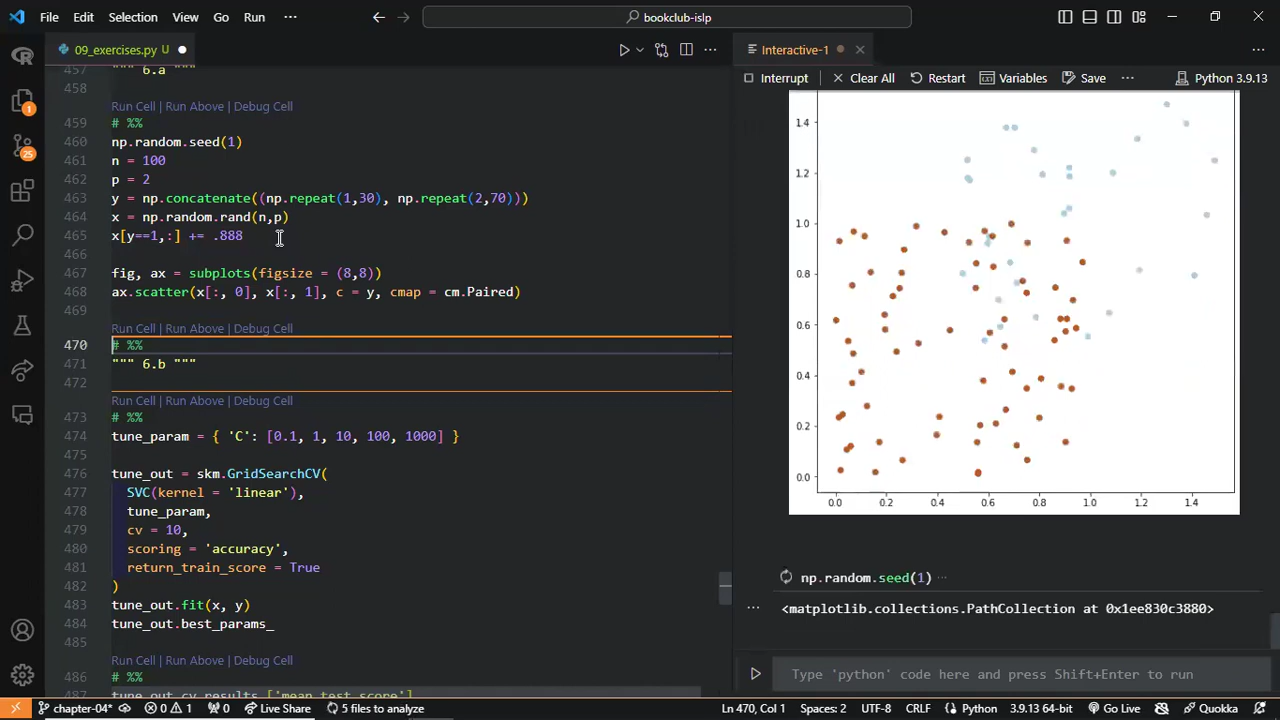 File Edit Selection View Go Run ··· bookclub-islp
09_exercises.py U
Interactive-1
457 """ 6.a """
Interrupt Clear All Restart Variables Save ··· Python 3.9.13
458
Run Cell | Run Above | Debug Cell
459 # %%
460 np.random.seed(1)
461 n = 100
462 p = 2
463 y = np.concatenate((np.repeat(1,30), np.repeat(2,70)))
464 x = np.random.rand(n,p)
465 x[y==1,:] += .888
466
467 fig, ax = subplots(figsize = (8,8))
468 ax.scatter(x[:, 0], x[:, 1], c = y, cmap = cm.Paired)
469
Run Cell | Run Above | Debug Cell
470 # %%
471 """ 6.b """
472
Run Cell | Run Above | Debug Cell
473 # %%
474 tune_param = { 'C': [0.1, 1, 10, 100, 1000] }
475
476 tune_out = skm.GridSearchCV(
477 SVC(kernel = 'linear'),
478 tune_param,
479 cv = 10,
480 scoring = 'accuracy',
481 return_train_score = True
482 )
483 tune_out.fit(x, y)
484 tune_out.best_params_
485
Run Cell | Run Above | Debug Cell
486 # %%
tune_out.cv_results_['mean_test_score']
1.4
1.2
1.0
0.8
0.6
0.4
0.2
0.0
0.0 0.2 0.4 0.6 0.8 1.0 1.2 1.4
np.random.seed(1) ···
<matplotlib.collections.PathCollection at 0x1ee830c3880>
Type 'python' code here and press Shift+Enter to run
1
25
chapter-04* 0 1 Live Share 5 files to analyze Ln 470, Col 1 Spaces: 2 UTF-8 CRLF Python 3.9.13 64-bit Go Live Quokka